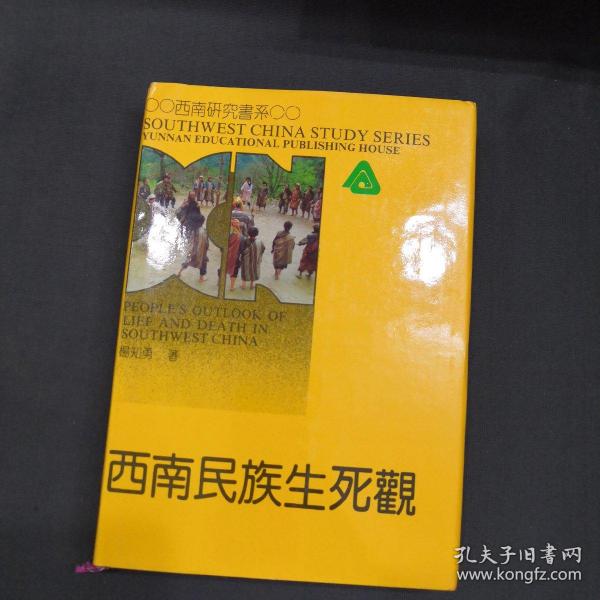 ○○西南研究書系○○
SOUTHWEST CHINA STUDY SERIES
YUNNAN EDUCATIONAL PUBLISHING HOUSE
PEOPLE'S OUTLOOK OF
LIEF AND DEATH IN
SOUTHWEST CHINA
楊知勇 著
西南民族生死觀
孔夫子旧书网
www.kongfz.com